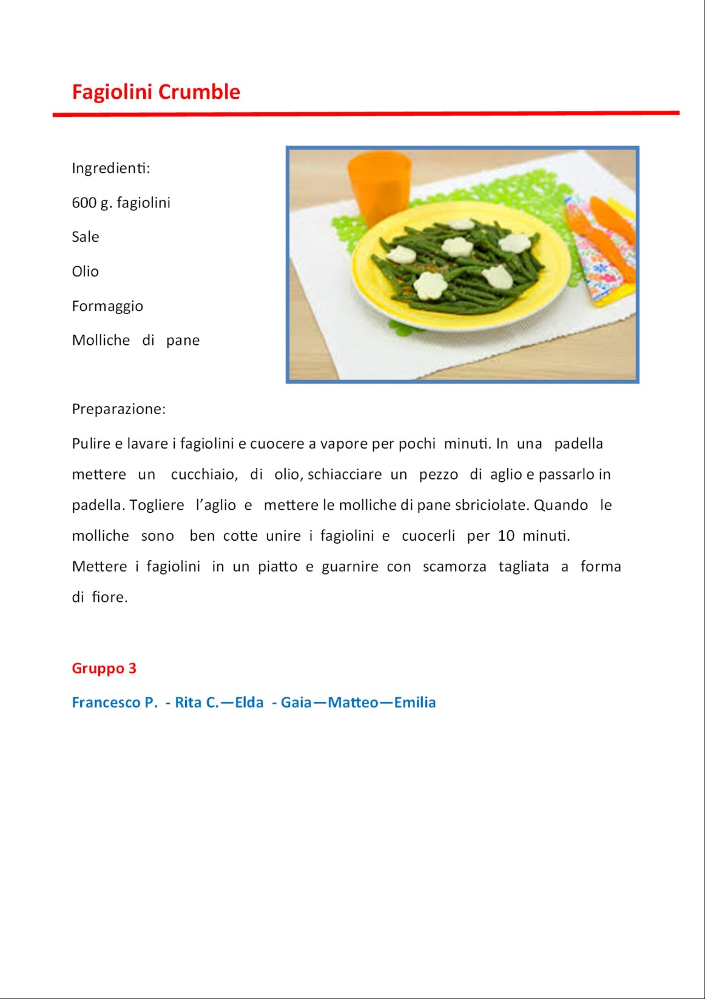 Fagiolini Crumble
Ingredienti:
600 g. fagiolini
Sale
Olio
Formaggio
Molliche di pane
Preparazione:
Pulire e lavare i fagiolini e cuocere a vapore per pochi minuti. In una padella
mettere un cucchiaio, di olio, schiacciare un pezzo di aglio e passarlo in
padella. Togliere l’aglio e mettere le molliche di pane sbriciolate. Quando le
molliche sono ben cotte unire i fagiolini e cuocerli per 10 minuti.
Mettere i fagiolini in un piatto e guarnire con scamorza tagliata a forma
di fiore.
Gruppo 3
Francesco P. - Rita C.—Elda - Gaia—Matteo—Emilia